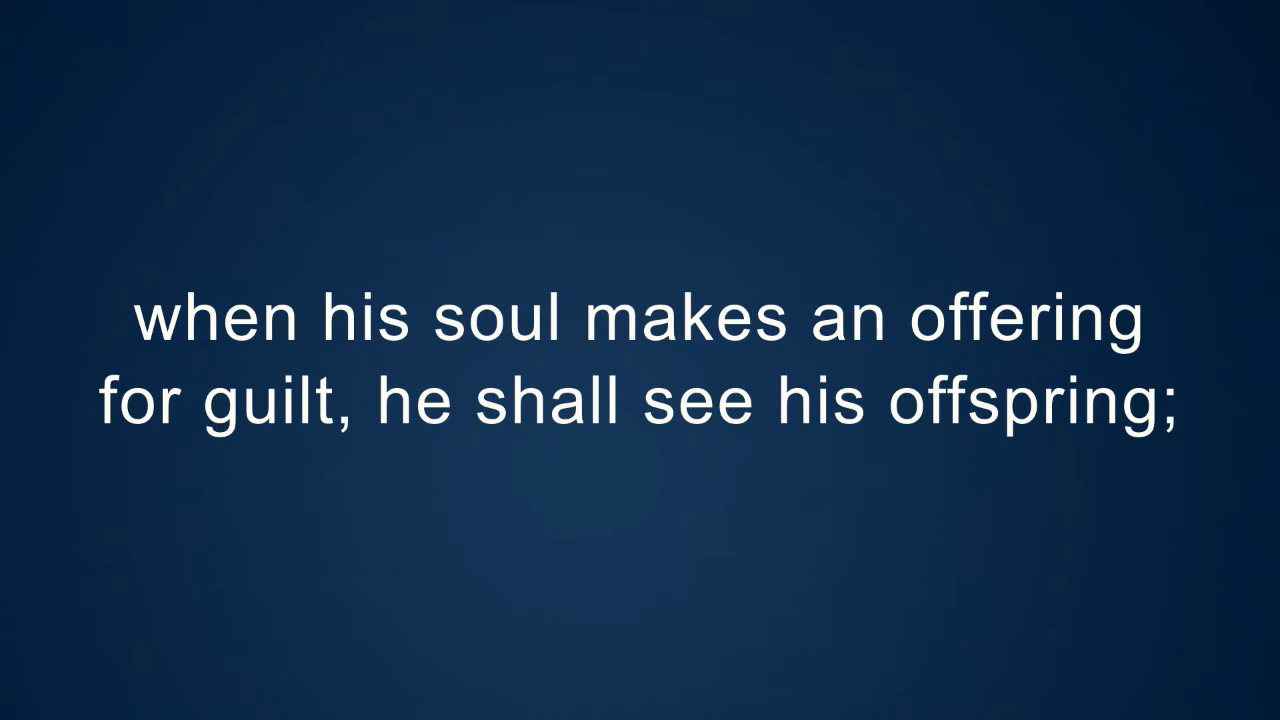 when his soul makes an offering
for guilt, he shall see his offspring;